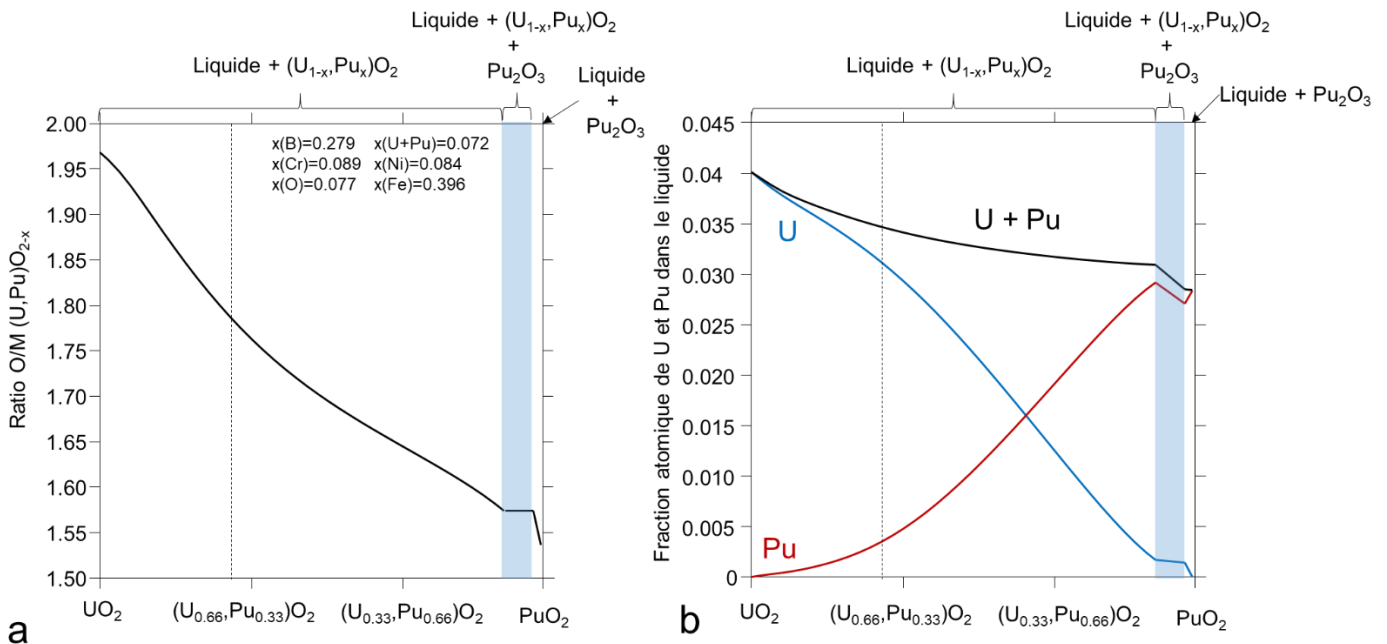 Liquide + (U₁₋ₓ,Puₓ)O₂
Liquide + (U₁₋ₓ,Puₓ)O₂
+
Pu₂O₃
Liquide
+
Pu₂O₃
2.00
1.95
1.90
1.85
1.80
1.75
1.70
1.65
1.60
1.55
1.50
Ratio O/M (U,Pu)O₂₋ₓ
x(B)=0.279 x(U+Pu)=0.072
x(Cr)=0.089 x(Ni)=0.084
x(O)=0.077 x(Fe)=0.396
UO₂
(U₀.₆₆,Pu₀.₃₃)O₂
(U₀.₃₃,Pu₀.₆₆)O₂
PuO₂
a
Liquide + (U₁₋ₓ,Puₓ)O₂
Liquide + (U₁₋ₓ,Puₓ)O₂
+
Pu₂O₃
Liquide + Pu₂O₃
0.045
0.04
0.035
0.03
0.025
0.02
0.015
0.01
0.005
0
Fraction atomique de U et Pu dans le liquide
U + Pu
U
Pu
UO₂
(U₀.₆₆,Pu₀.₃₃)O₂
(U₀.₃₃,Pu₀.₆₆)O₂
PuO₂
b